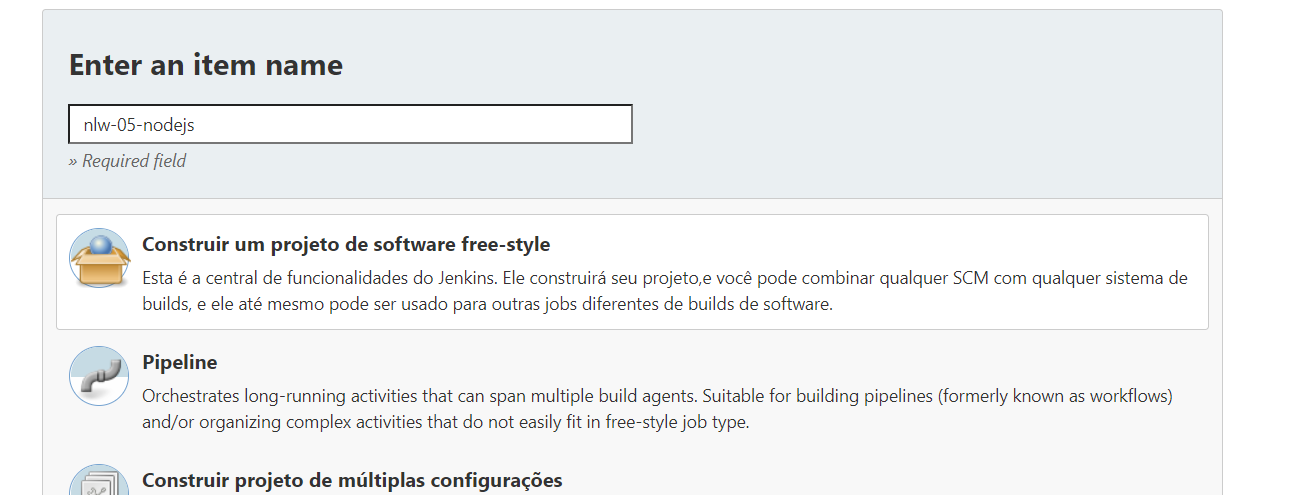 Enter an item name
nlw-05-nodejs
» Required field
Construir um projeto de software free-style
Esta é a central de funcionalidades do Jenkins. Ele construirá seu projeto,e você pode combinar qualquer SCM com qualquer sistema de
builds, e ele até mesmo pode ser usado para outras jobs diferentes de builds de software.
Pipeline
Orchestrates long-running activities that can span multiple build agents. Suitable for building pipelines (formerly known as workflows)
and/or organizing complex activities that do not easily fit in free-style job type.
Construir projeto de múltiplas configurações